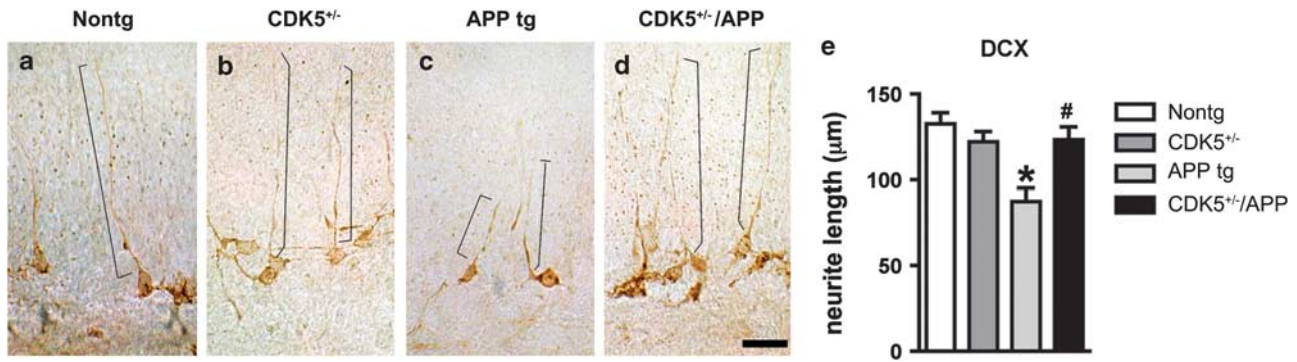 Nontg
CDK5+/-
APP tg
CDK5+/-/APP
a
b
c
d
e
DCX
neurite length (μm)
150
100
50
0
*
#
Nontg
CDK5+/-
APP tg
CDK5+/-/APP